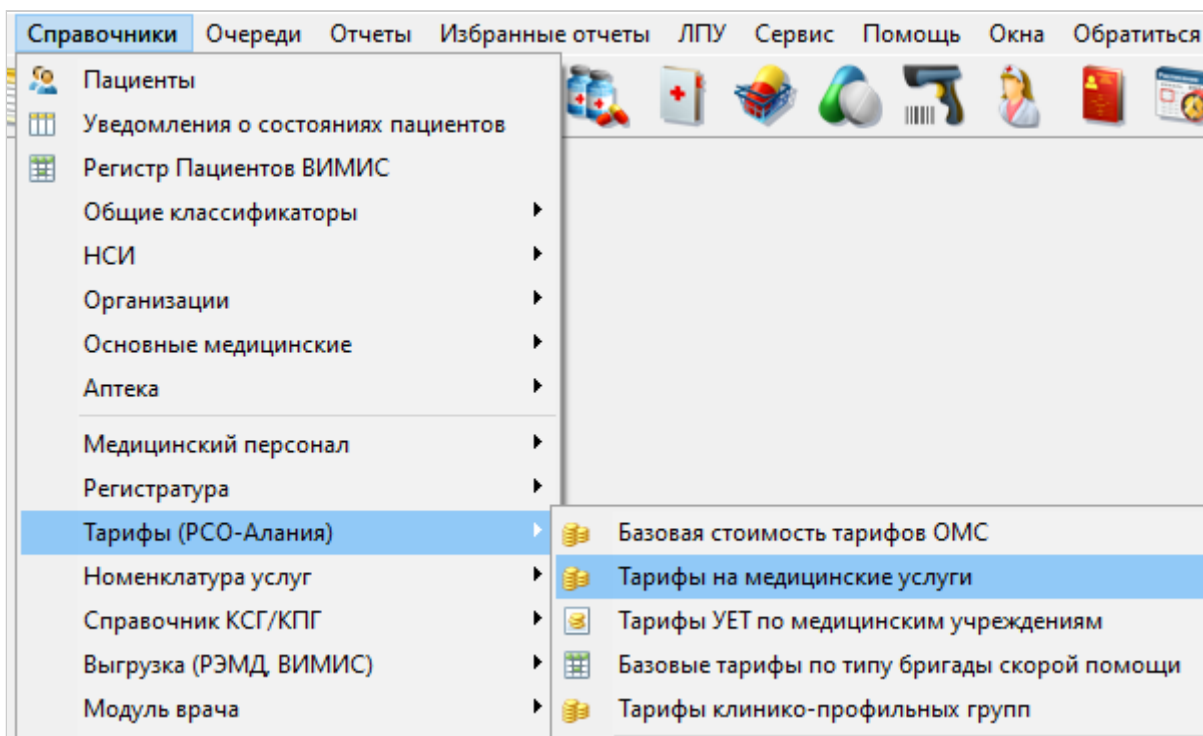 Справочники Очереди Отчеты Избранные отчеты ЛПУ Сервис Помощь Окна Обратиться
Пациенты
Уведомления о состояниях пациентов
Регистр Пациентов ВИМИС
Общие классификаторы
НСИ
Организации
Основные медицинские
Аптека
Медицинский персонал
Регистратура
Тарифы (РСО-Алания)
Номенклатура услуг
Справочник КСГ/КПГ
Выгрузка (РЭМД, ВИМИС)
Модуль врача
Базовая стоимость тарифов ОМС
Тарифы на медицинские услуги
Тарифы УЕТ по медицинским учреждениям
Базовые тарифы по типу бригады скорой помощи
Тарифы клинико-профильных групп